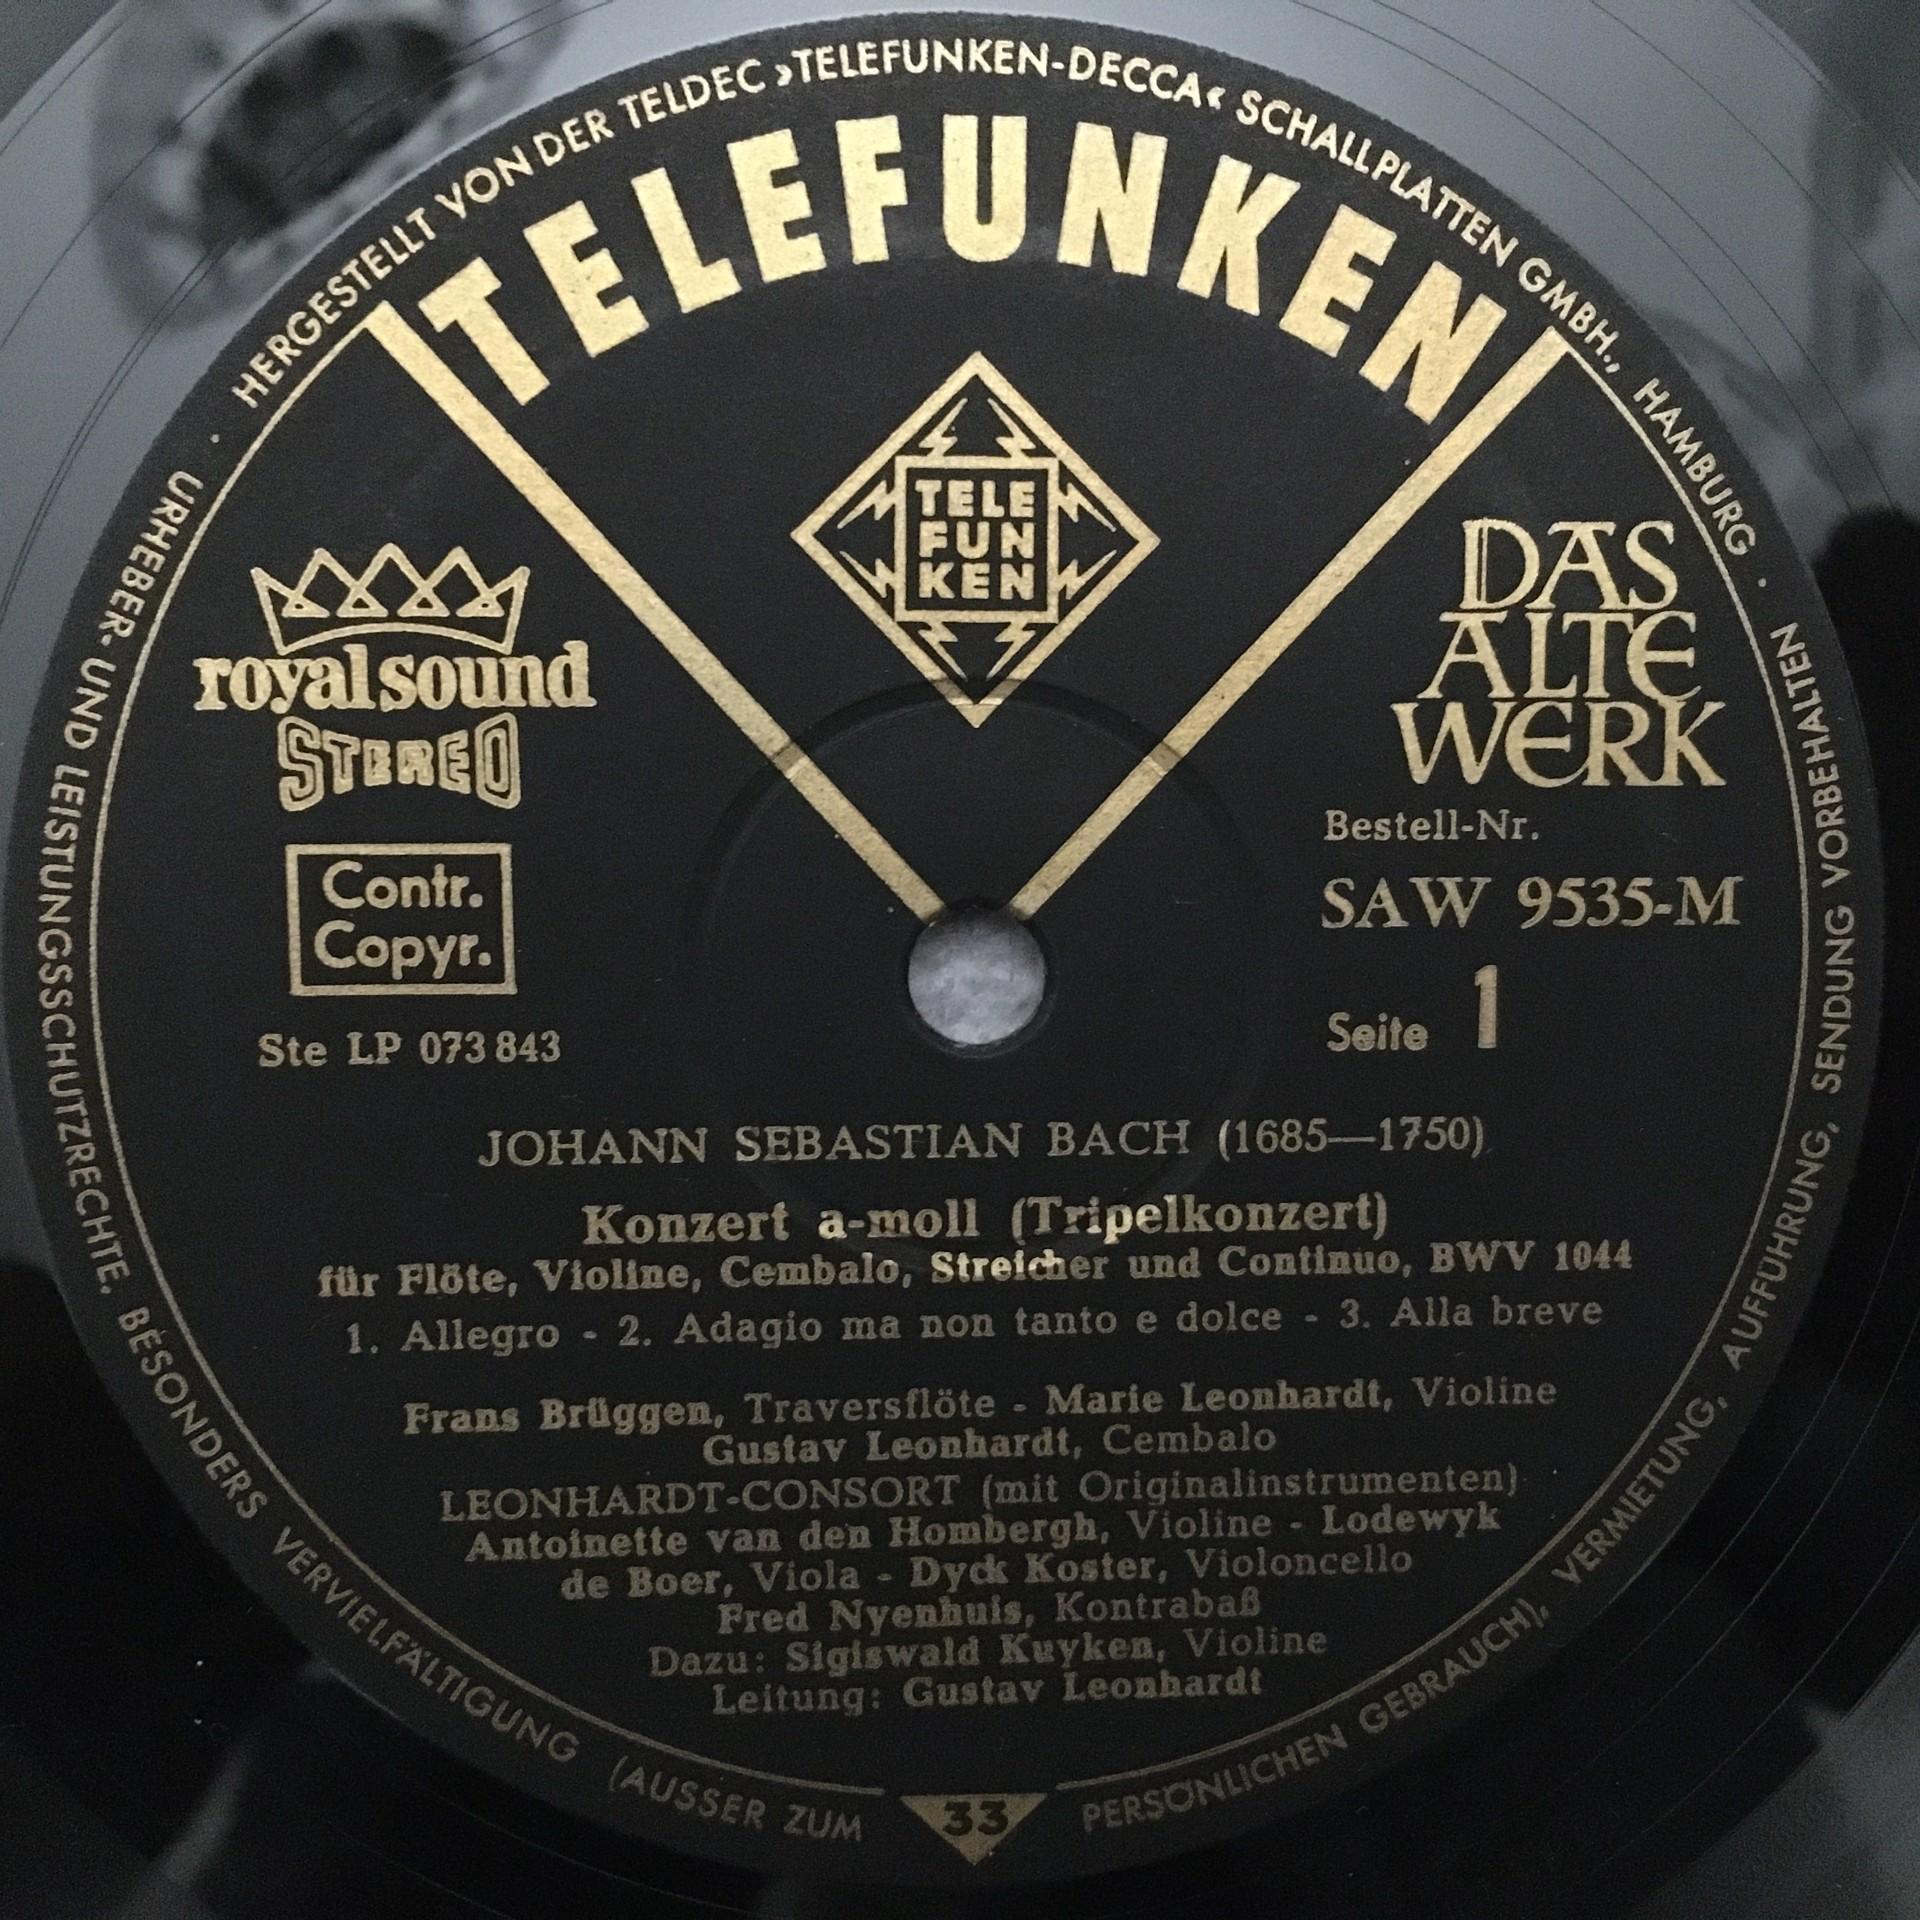 HERGESTELLT VON DER TELDEC »TELEFUNKEN-DECCA« SCHALLPLATTEN GMBH., HAMBURG ·
TELEFUNKEN
TELE
FUN
KEN
royal sound
STEREO
Contr.
Copyr.
Ste LP 073 843
DAS
ALTE
WERK
Bestell-Nr.
SAW 9535-M
Seite 1
JOHANN SEBASTIAN BACH (1685—1750)
Konzert a-moll (Tripelkonzert)
für Flöte, Violine, Cembalo, Streicher und Continuo, BWV 1044
1. Allegro - 2. Adagio ma non tanto e dolce - 3. Alla breve
Frans Brüggen, Traversflöte - Marie Leonhardt, Violine
Gustav Leonhardt, Cembalo
LEONHARDT-CONSORT (mit Originalinstrumenten)
Antoinette van den Hombergh, Violine - Lodewyk
de Boer, Viola - Dyck Koster, Violoncello
Fred Nyenhuis, Kontrabaß
Dazu: Sigiswald Kuyken, Violine
Leitung: Gustav Leonhardt
· URHEBER- UND LEISTUNGSSCHUTZRECHTE. BESONDERS VERVIELFÄLTIGUNG (AUSSER ZUM PERSÖNLICHEN GEBRAUCH), VERMIETUNG, AUFFÜHRUNG, SENDUNG VORBEHALTEN
33